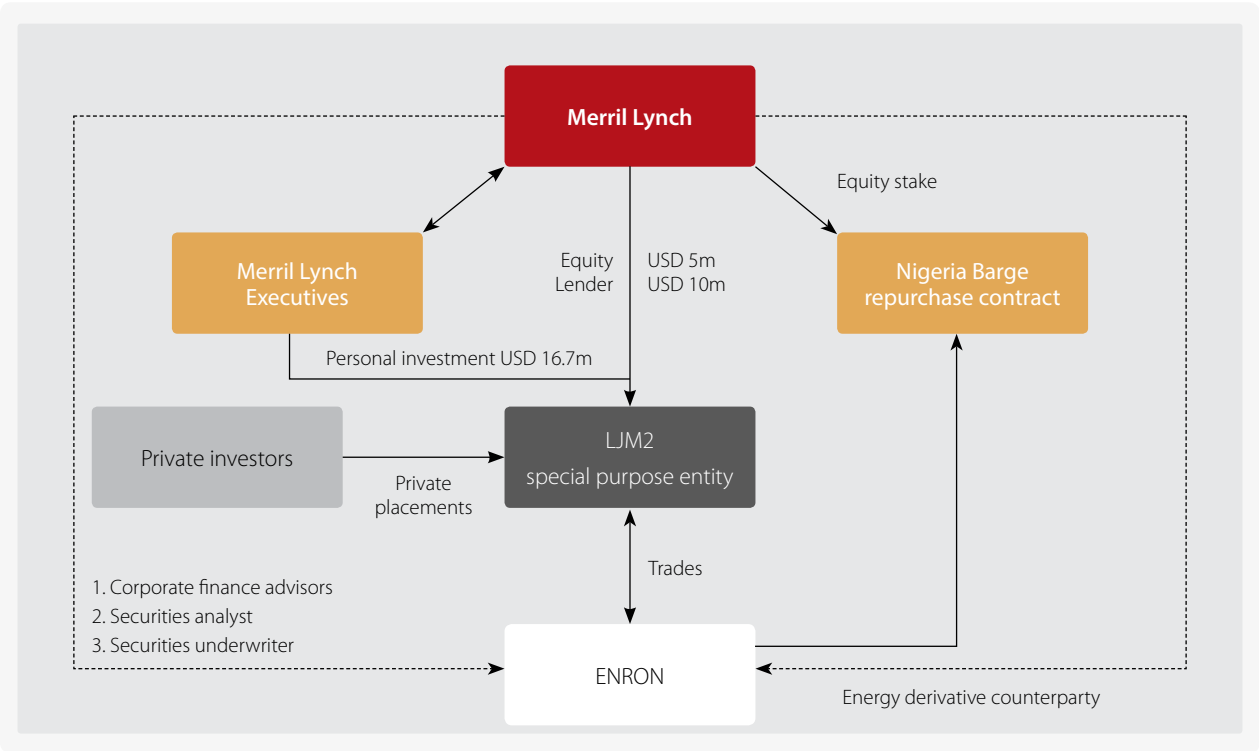 Merril Lynch
Equity stake
Merril Lynch
Executives
Equity
Lender
USD 5m
USD 10m
Nigeria Barge
repurchase contract
Personal investment USD 16.7m
Private investors
Private
placements
LJM2
special purpose entity
Trades
1. Corporate finance advisors
2. Securities analyst
3. Securities underwriter
ENRON
Energy derivative counterparty